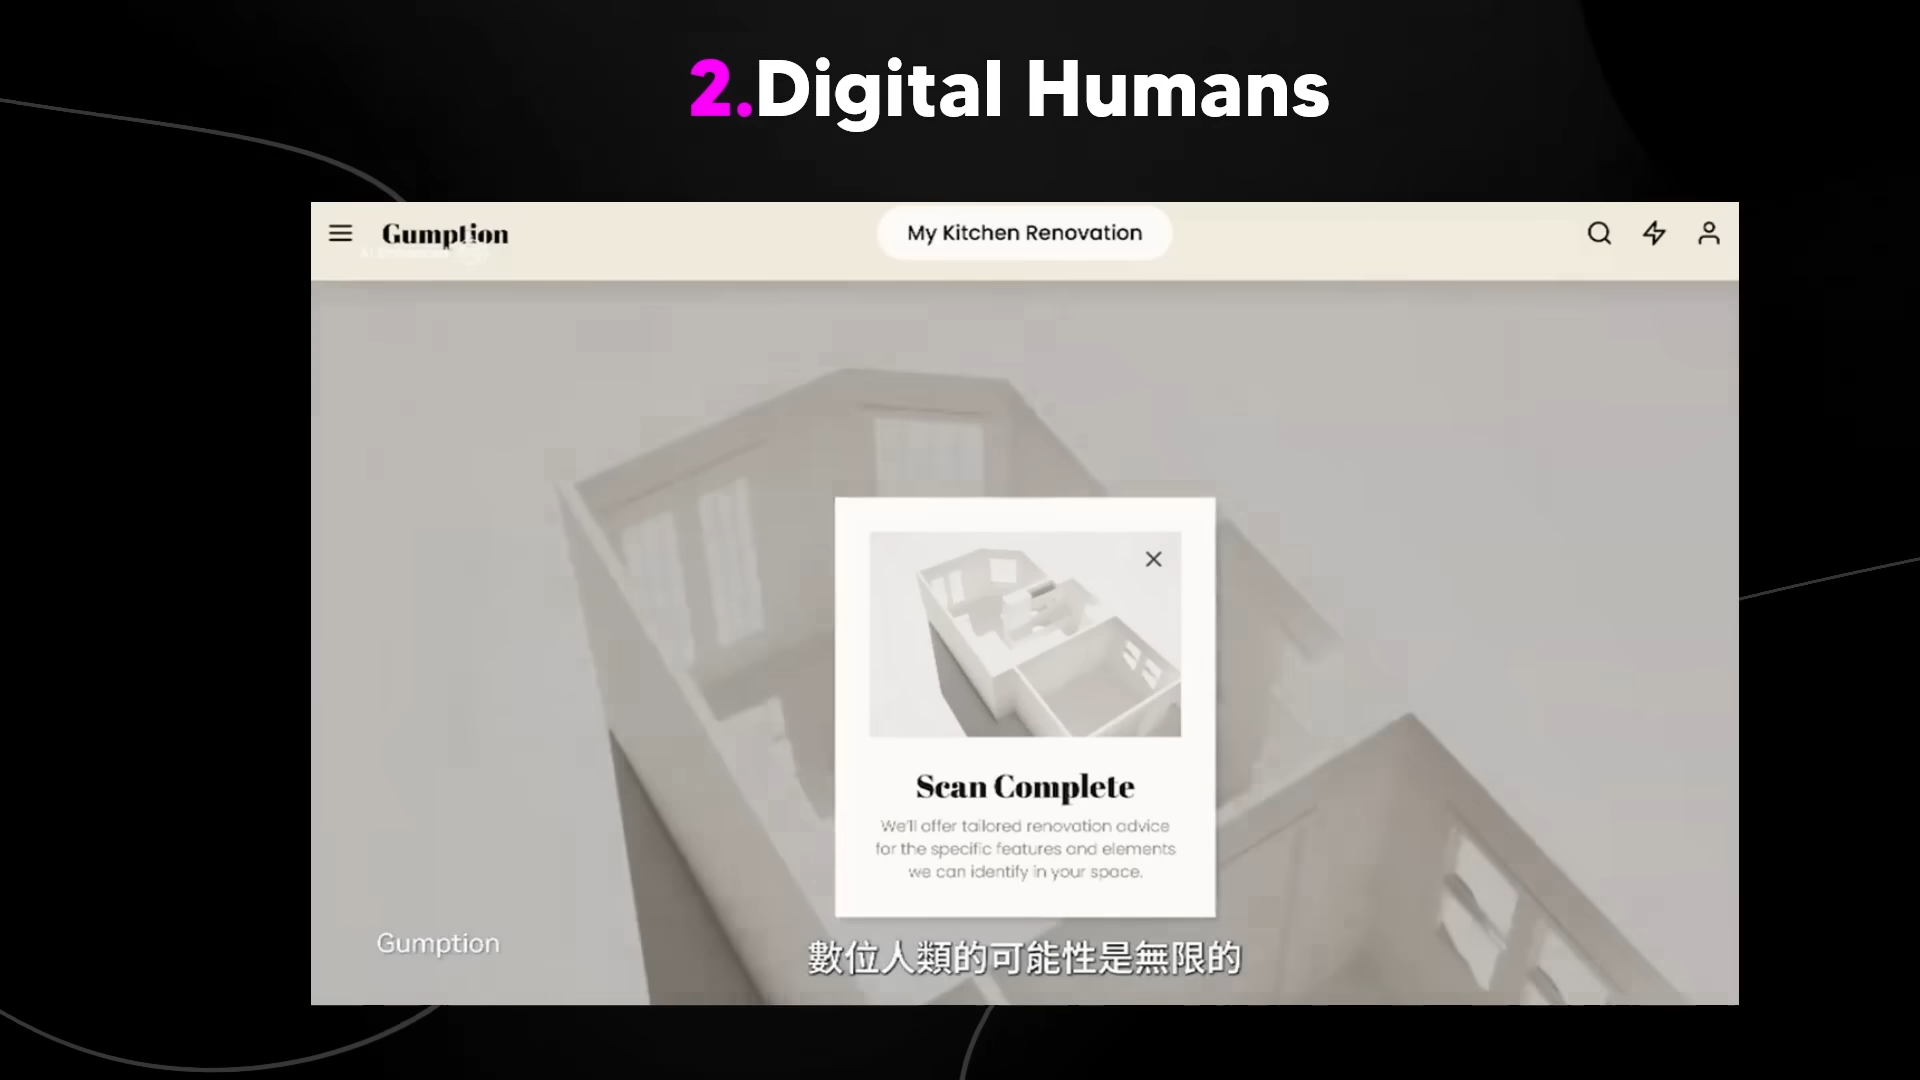 2.Digital Humans
Gumption
My Kitchen Renovation
Scan Complete
We'll offer tailored renovation advice
for the specific features and elements
we can identify in your space.
Gumption
數位人類的可能性是無限的